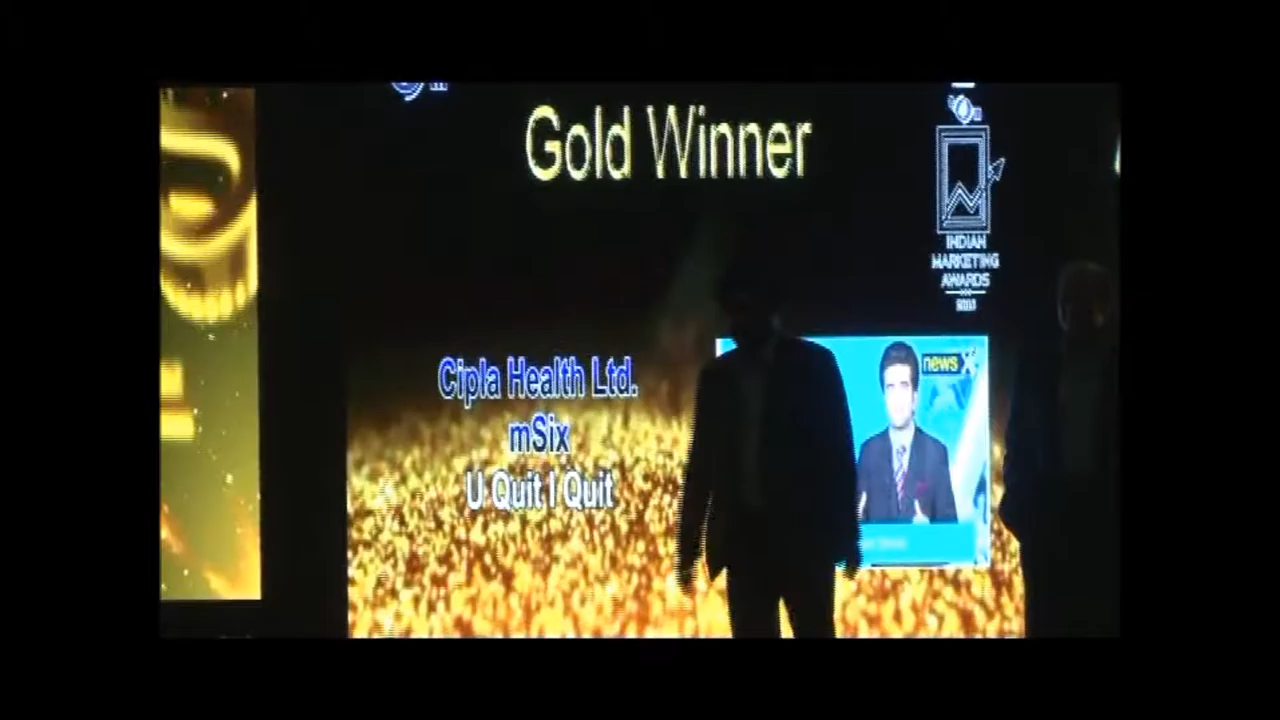 Gold Winner
INDIAN
MARKETING
AWARDS
news X
Cipla Health Ltd.
mSix
U Quit I Quit